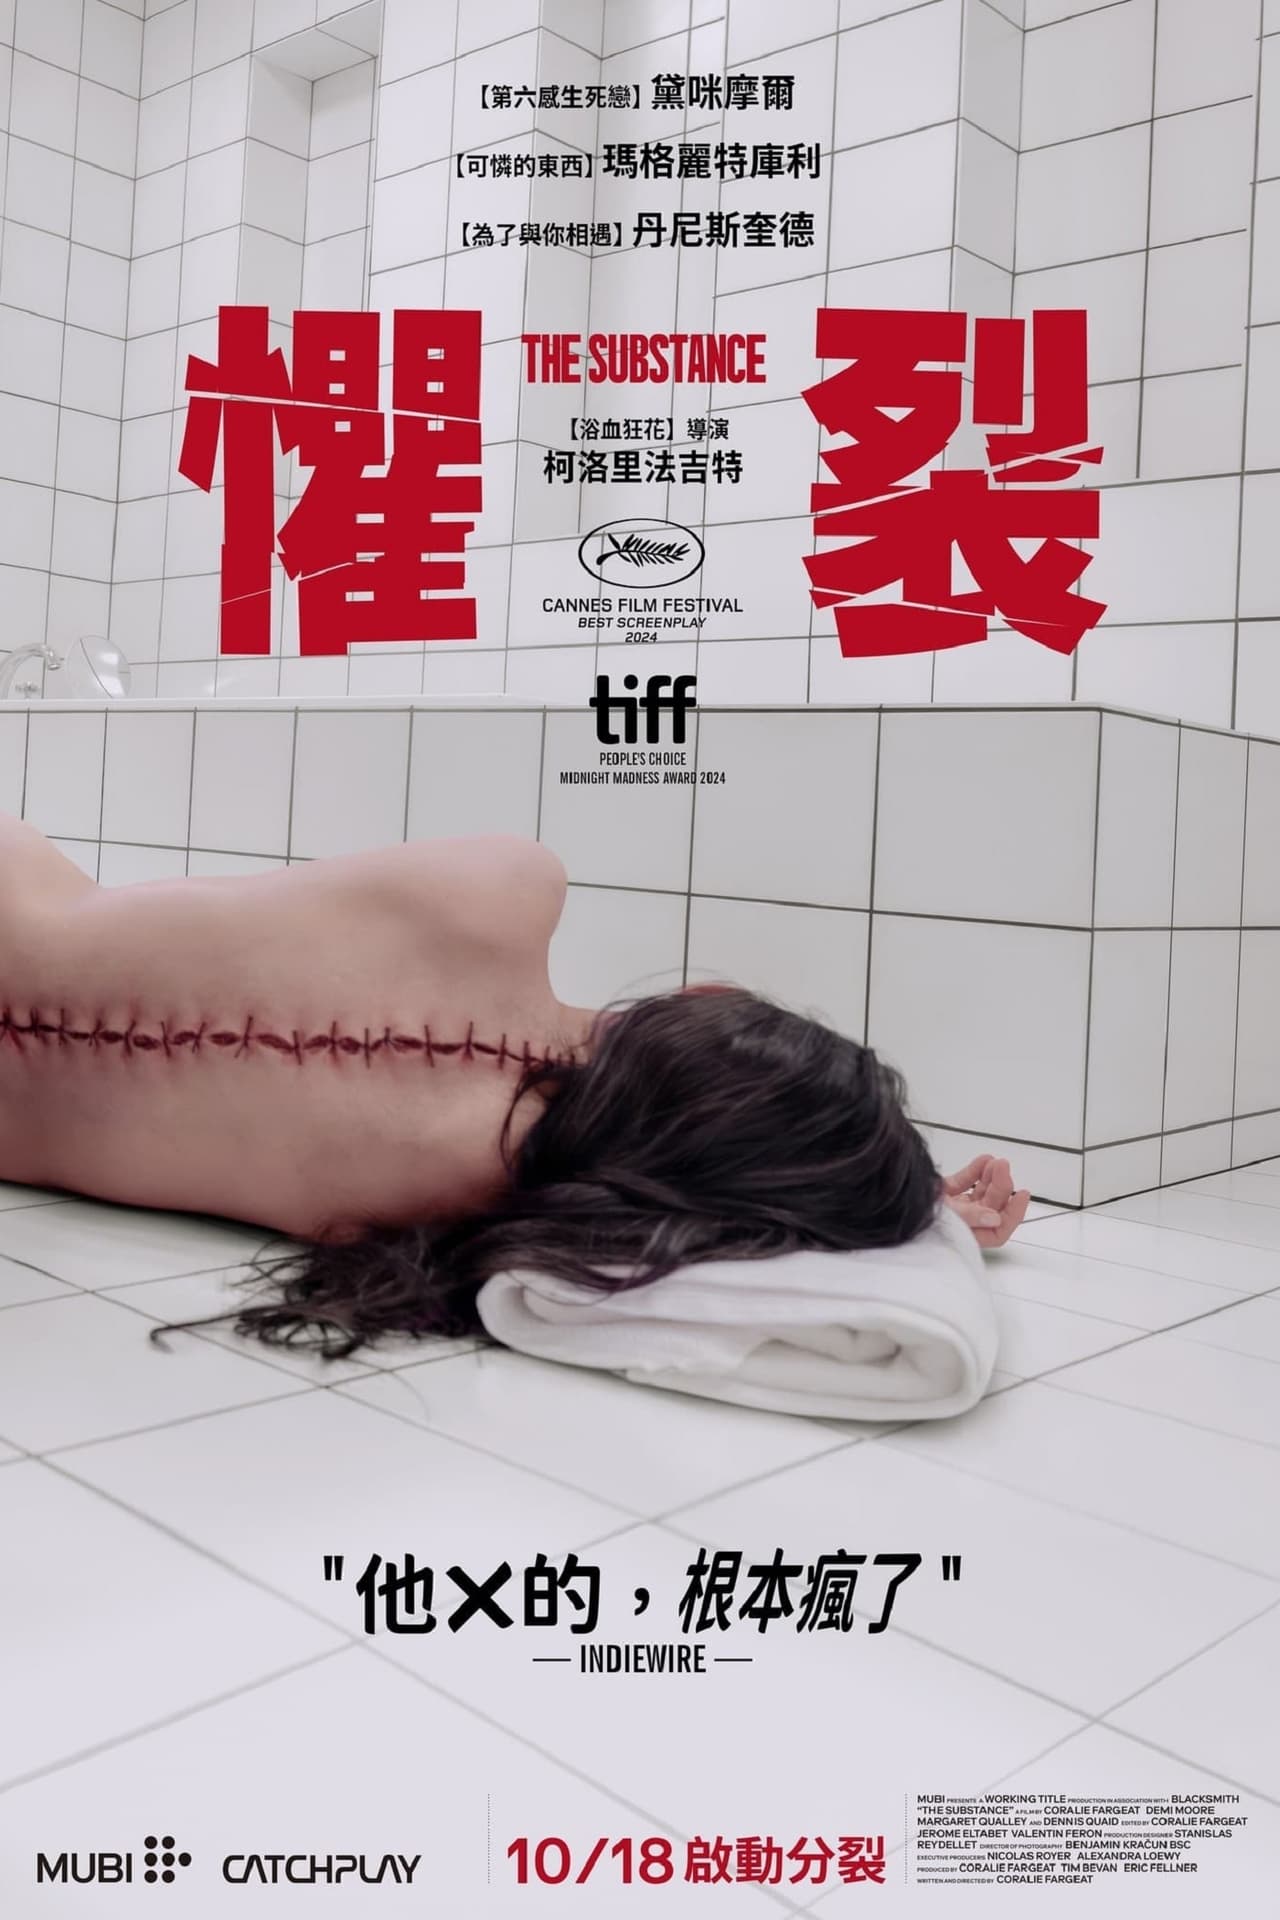 【第六感生死戀】黛咪摩爾
【可憐的東西】瑪格麗特庫利
【為了與你相遇】丹尼斯奎德
懼 裂
THE SUBSTANCE
【浴血狂花】導演
柯洛里法吉特
CANNES FILM FESTIVAL
BEST SCREENPLAY
2024
tiff
PEOPLE'S CHOICE
MIDNIGHT MADNESS AWARD 2024
"他X的，根本瘋了"
— INDIEWIRE —
MUBI
CATCHPLAY
10/18 啟動分裂
MUBI PRESENTS A WORKING TITLE PRODUCTION IN ASSOCIATION WITH BLACKSMITH
"THE SUBSTANCE" A FILM BY CORALIE FARGEAT DEMI MOORE
MARGARET QUALLEY AND DENNIS QUAID EDITED BY CORALIE FARGEAT
JEROME ELTABET VALENTIN FERON PRODUCTION DESIGNER STANISLAS
REYDELLET DIRECTOR OF PHOTOGRAPHY BENJAMIN KRAČUN BSC
EXECUTIVE PRODUCERS NICOLAS ROYER ALEXANDRA LOEWY
PRODUCED BY CORALIE FARGEAT TIM BEVAN ERIC FELLNER
WRITTEN AND DIRECTED BY CORALIE FARGEAT